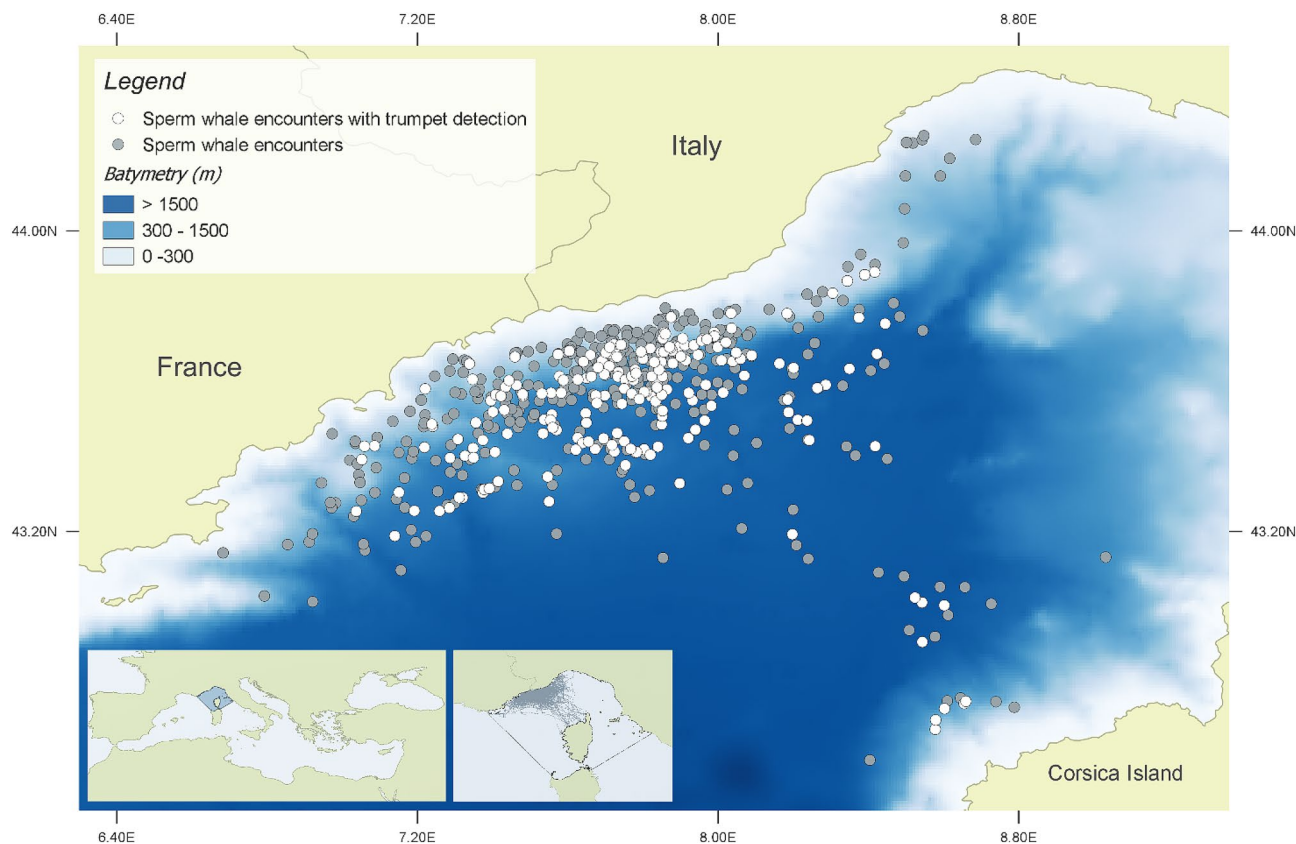 6.40E 7.20E 8.00E 8.80E
Legend
Sperm whale encounters with trumpet detection
Sperm whale encounters
Batymetry (m)
> 1500
300 - 1500
0 -300
Italy
44.00N 44.00N
France
43.20N 43.20N
Corsica Island
6.40E 7.20E 8.00E 8.80E